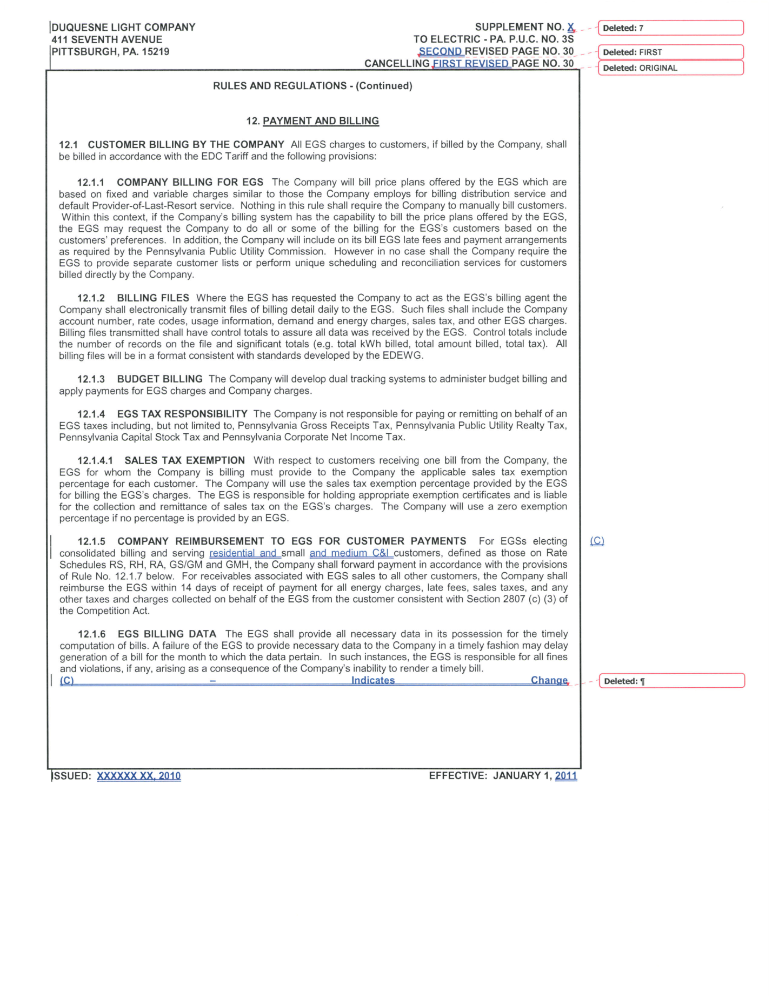 DUQUESNE LIGHT COMPANY
411 SEVENTH AVENUE
PITTSBURGH, PA. 15219
SUPPLEMENT NO. X
TO ELECTRIC - PA. P.U.C. NO. 3S
SECOND REVISED PAGE NO. 30
CANCELLING FIRST REVISED PAGE NO. 30
Deleted: 7
Deleted: FIRST
Deleted: ORIGINAL
RULES AND REGULATIONS - (Continued)
12. PAYMENT AND BILLING
12.1 CUSTOMER BILLING BY THE COMPANY All EGS charges to customers, if billed by the Company, shall
be billed in accordance with the EDC Tariff and the following provisions:
12.1.1 COMPANY BILLING FOR EGS The Company will bill price plans offered by the EGS which are
based on fixed and variable charges similar to those the Company employs for billing distribution service and
default Provider-of-Last-Resort service. Nothing in this rule shall require the Company to manually bill customers.
Within this context, if the Company's billing system has the capability to bill the price plans offered by the EGS,
the EGS may request the Company to do all or some of the billing for the EGS's customers based on the
customers' preferences. In addition, the Company will include on its bill EGS late fees and payment arrangements
as required by the Pennsylvania Public Utility Commission. However in no case shall the Company require the
EGS to provide separate customer lists or perform unique scheduling and reconciliation services for customers
billed directly by the Company.
12.1.2 BILLING FILES Where the EGS has requested the Company to act as the EGS's billing agent the
Company shall electronically transmit files of billing detail daily to the EGS. Such files shall include the Company
account number, rate codes, usage information, demand and energy charges, sales tax, and other EGS charges.
Billing files transmitted shall have control totals to assure all data was received by the EGS. Control totals include
the number of records on the file and significant totals (e.g. total kWh billed, total amount billed, total tax). All
billing files will be in a format consistent with standards developed by the EDEWG.
12.1.3 BUDGET BILLING The Company will develop dual tracking systems to administer budget billing and
apply payments for EGS charges and Company charges.
12.1.4 EGS TAX RESPONSIBILITY The Company is not responsible for paying or remitting on behalf of an
EGS taxes including, but not limited to, Pennsylvania Gross Receipts Tax, Pennsylvania Public Utility Realty Tax,
Pennsylvania Capital Stock Tax and Pennsylvania Corporate Net Income Tax.
12.1.4.1 SALES TAX EXEMPTION With respect to customers receiving one bill from the Company, the
EGS for whom the Company is billing must provide to the Company the applicable sales tax exemption
percentage for each customer. The Company will use the sales tax exemption percentage provided by the EGS
for billing the EGS's charges. The EGS is responsible for holding appropriate exemption certificates and is liable
for the collection and remittance of sales tax on the EGS's charges. The Company will use a zero exemption
percentage if no percentage is provided by an EGS.
12.1.5 COMPANY REIMBURSEMENT TO EGS FOR CUSTOMER PAYMENTS For EGSs electing (C)
consolidated billing and serving residential and small and medium C&I customers, defined as those on Rate
Schedules RS, RH, RA, GS/GM and GMH, the Company shall forward payment in accordance with the provisions
of Rule No. 12.1.7 below. For receivables associated with EGS sales to all other customers, the Company shall
reimburse the EGS within 14 days of receipt of payment for all energy charges, late fees, sales taxes, and any
other taxes and charges collected on behalf of the EGS from the customer consistent with Section 2807 (c) (3) of
the Competition Act.
12.1.6 EGS BILLING DATA The EGS shall provide all necessary data in its possession for the timely
computation of bills. A failure of the EGS to provide necessary data to the Company in a timely fashion may delay
generation of a bill for the month to which the data pertain. In such instances, the EGS is responsible for all fines
and violations, if any, arising as a consequence of the Company's inability to render a timely bill.
(C) – Indicates Change
Deleted: ¶
ISSUED: XXXXXX XX, 2010
EFFECTIVE: JANUARY 1, 2011